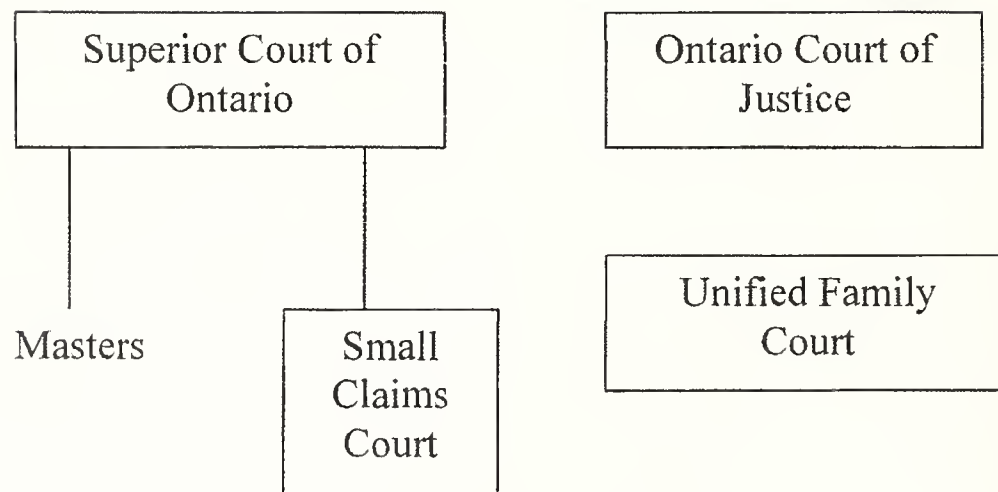 Superior Court of
Ontario
Ontario Court of
Justice
Unified Family
Court
Masters
Small
Claims
Court